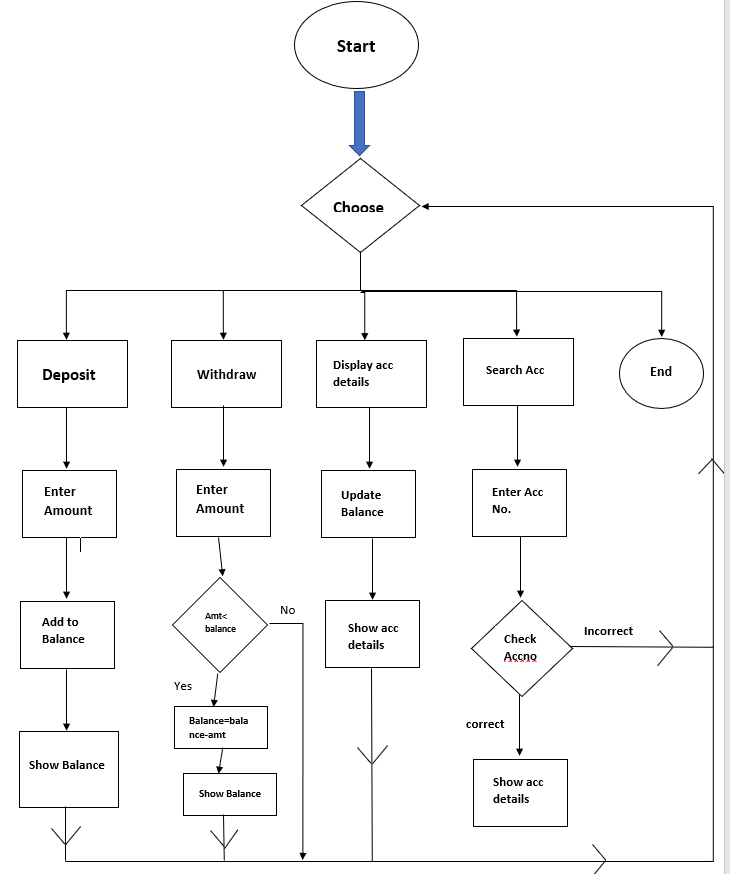 Start
Choose
Deposit
Withdraw
Display acc
details
Search Acc
End
Enter
Amount
Enter
Amount
Update
Balance
Enter Acc
No.
Add to
Balance
Amt<
balance
No
Yes
Show acc
details
Check
Accno
Incorrect
correct
Balance=bala
nce-amt
Show Balance
Show Balance
Show acc
details